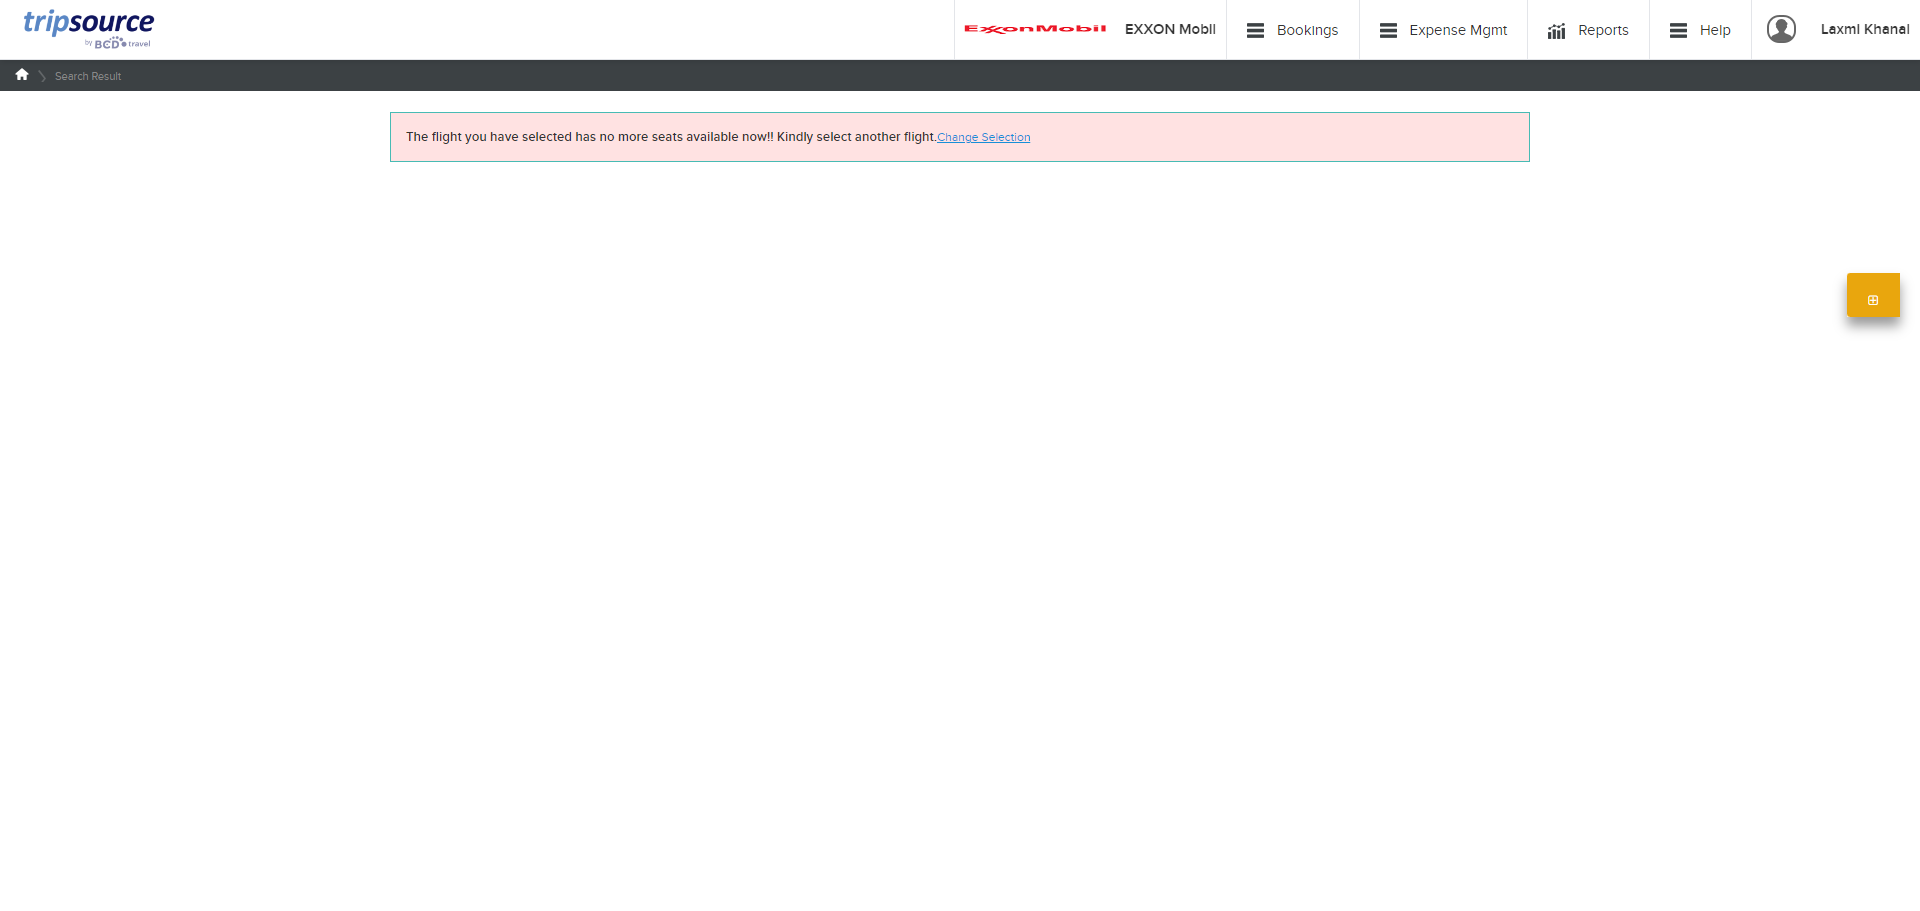 tripsource
by BCD travel
ExxonMobil
EXXON Mobil
Bookings
Expense Mgmt
Reports
Help
Laxmi Khanal
Search Result
The flight you have selected has no more seats available now!! Kindly select another flight.Change Selection